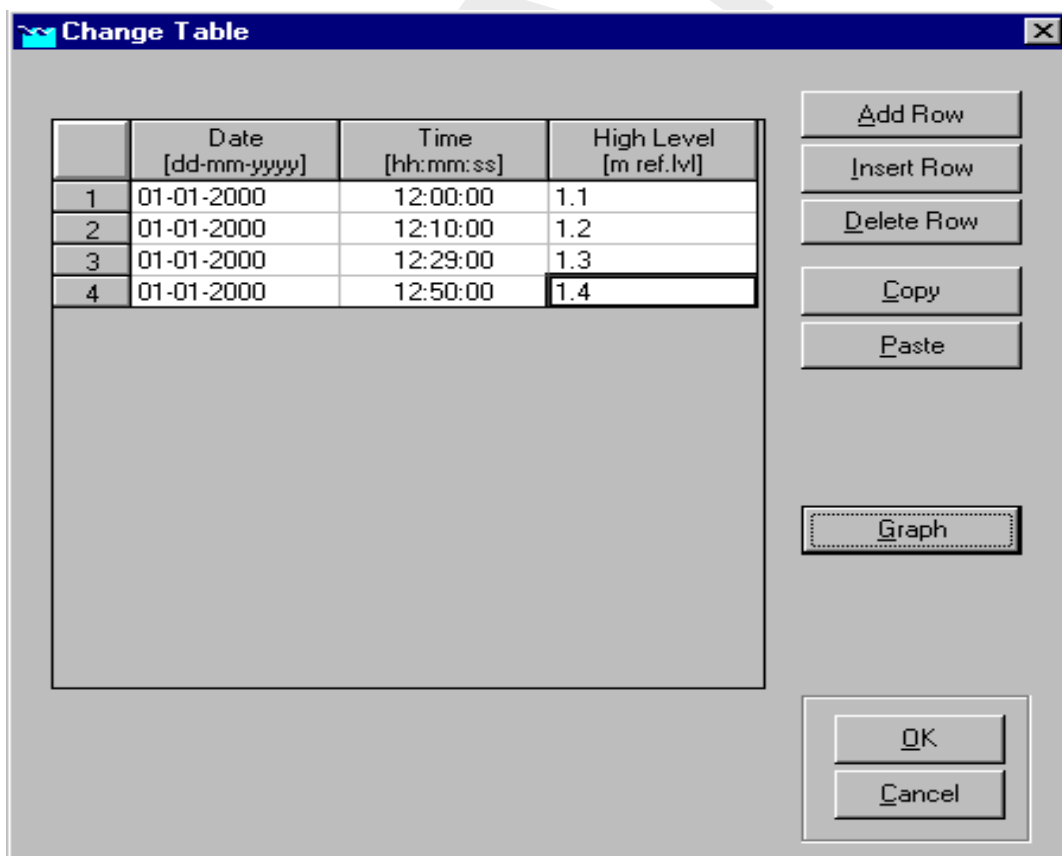 Change Table
Date Time High Level
[dd-mm-yyyy] [hh:mm:ss] [m ref.lvl]
1 01-01-2000 12:00:00 1.1
2 01-01-2000 12:10:00 1.2
3 01-01-2000 12:29:00 1.3
4 01-01-2000 12:50:00 1.4
Add Row
Insert Row
Delete Row
Copy
Paste
Graph
OK
Cancel